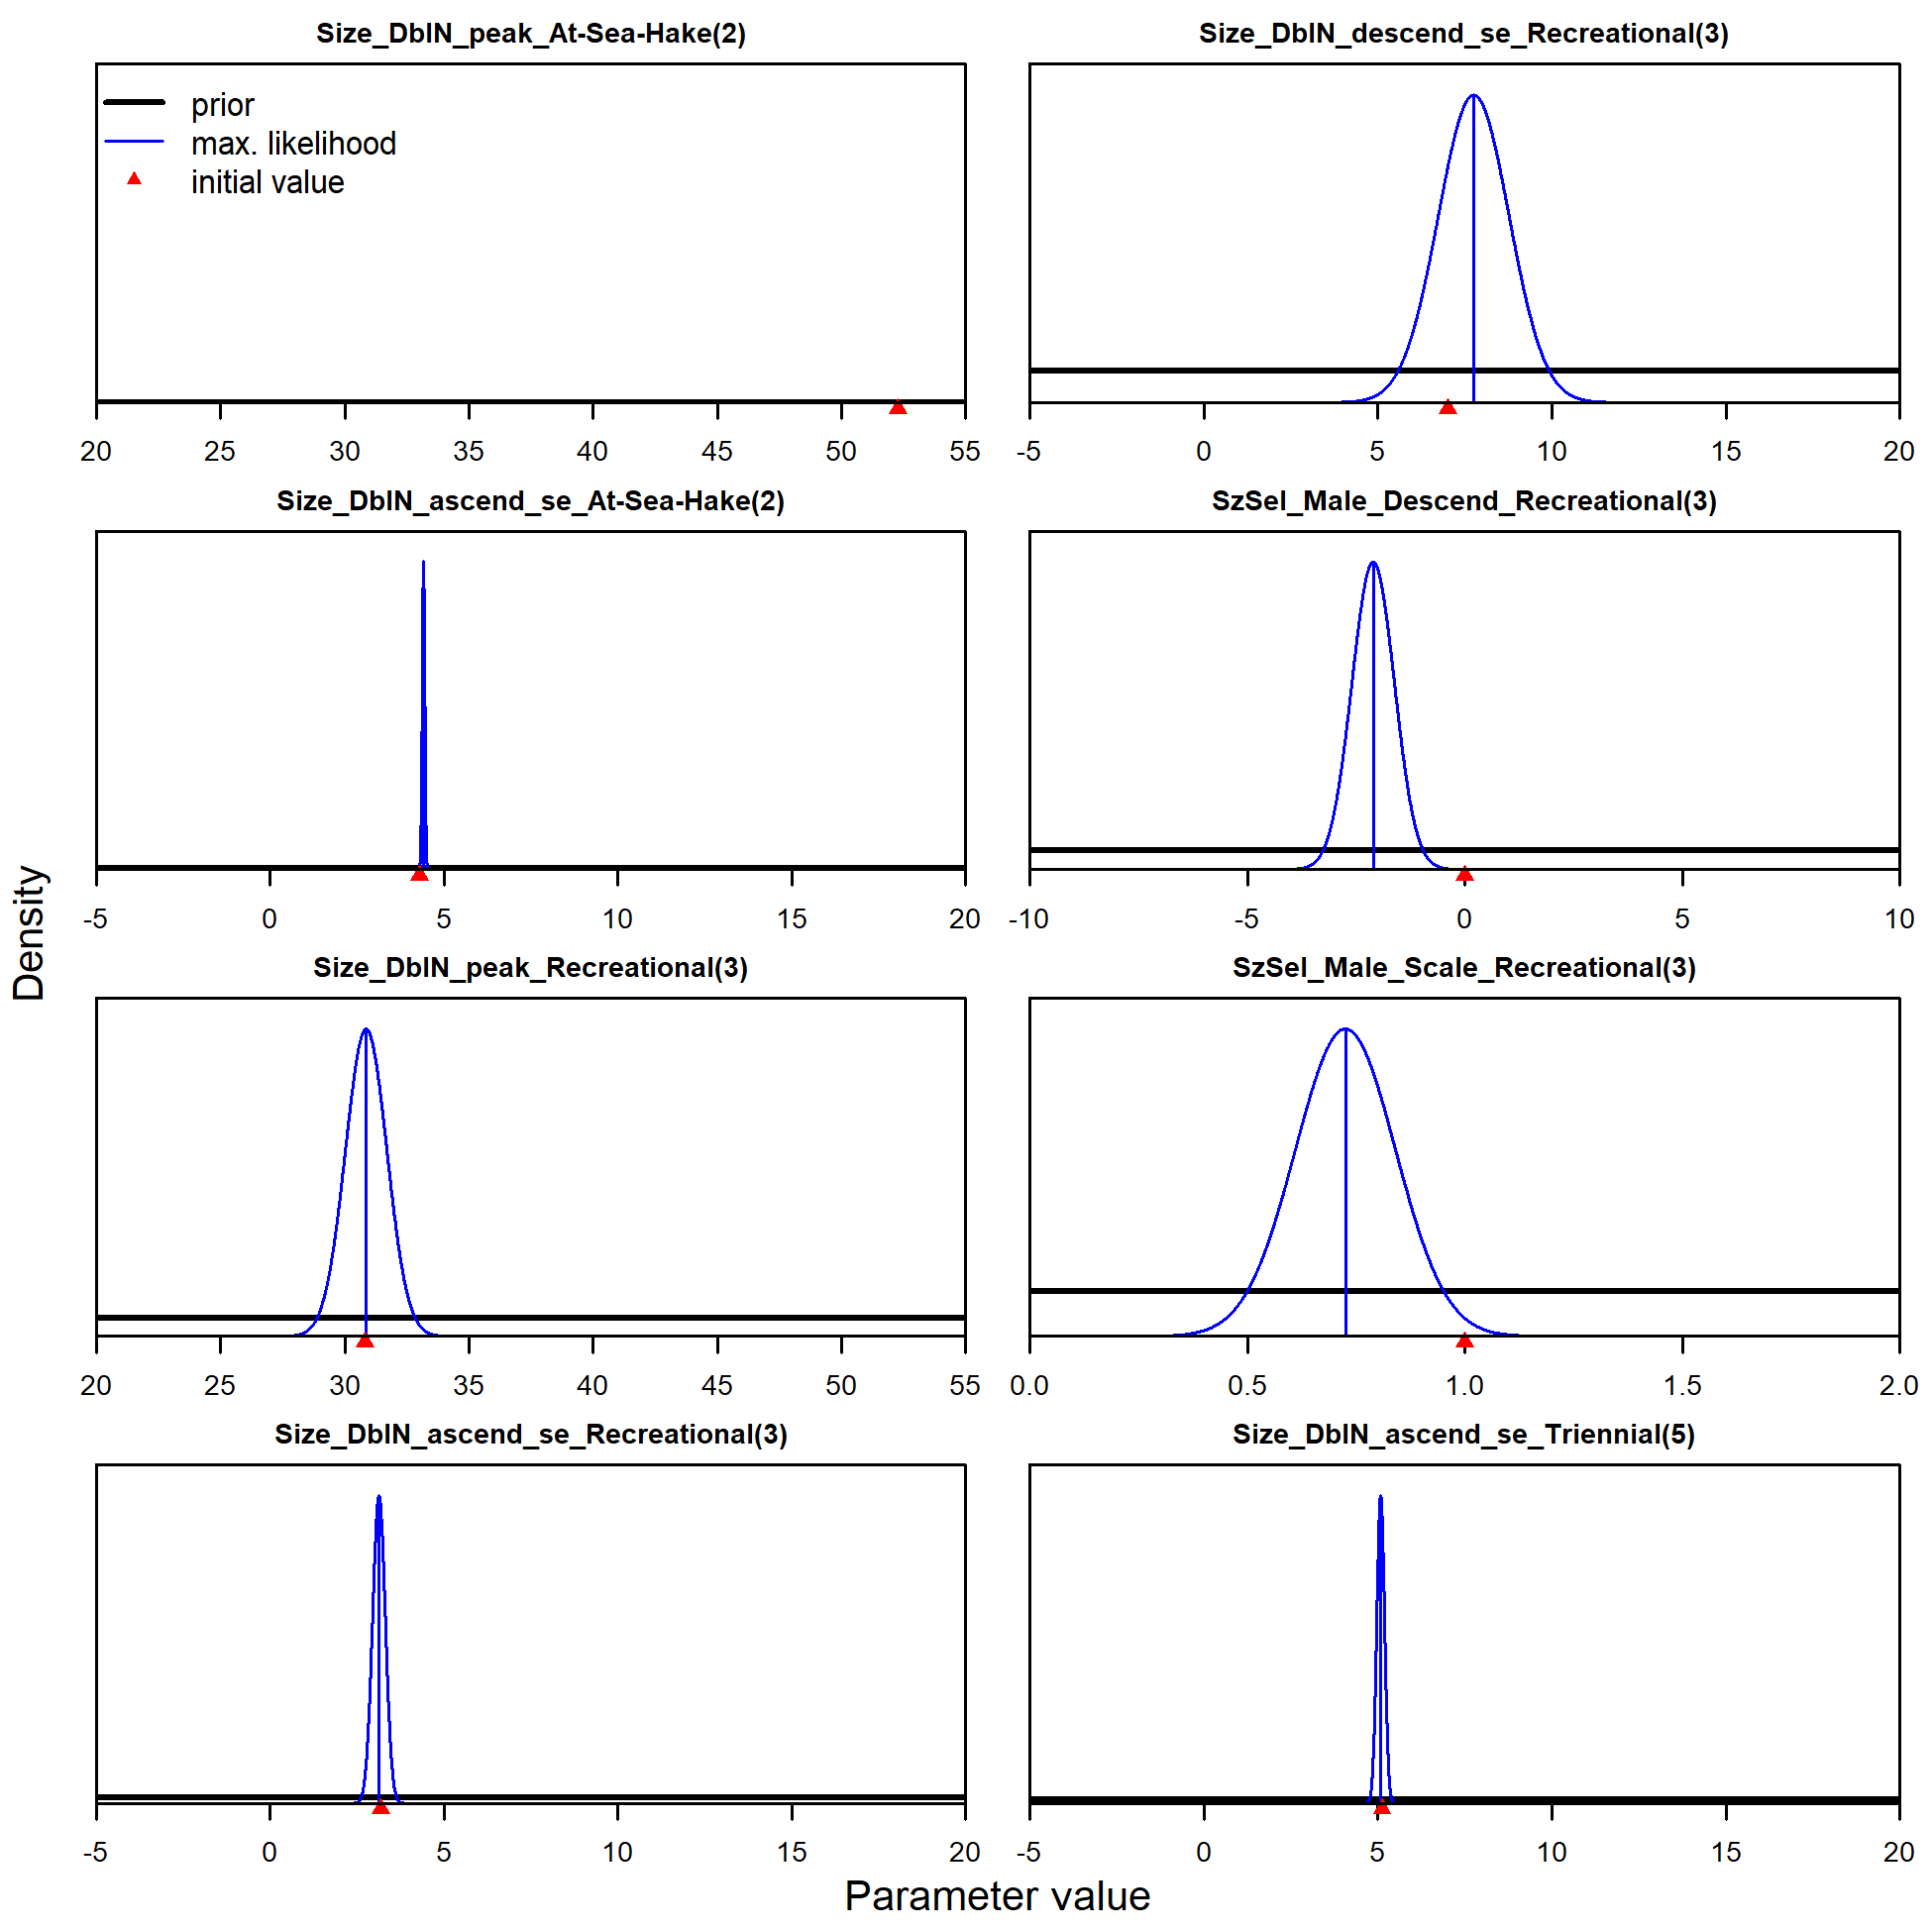 Size_DblN_peak_At-Sea-Hake(2)
prior
max. likelihood
initial value
20 25 30 35 40 45 50 55
Size_DblN_descend_se_Recreational(3)
-5 0 5 10 15 20
Size_DblN_ascend_se_At-Sea-Hake(2)
-5 0 5 10 15 20
SzSel_Male_Descend_Recreational(3)
-10 -5 0 5 10
Size_DblN_peak_Recreational(3)
20 25 30 35 40 45 50 55
SzSel_Male_Scale_Recreational(3)
0.0 0.5 1.0 1.5 2.0
Size_DblN_ascend_se_Recreational(3)
-5 0 5 10 15 20
Size_DblN_ascend_se_Triennial(5)
-5 0 5 10 15 20
Density
Parameter value